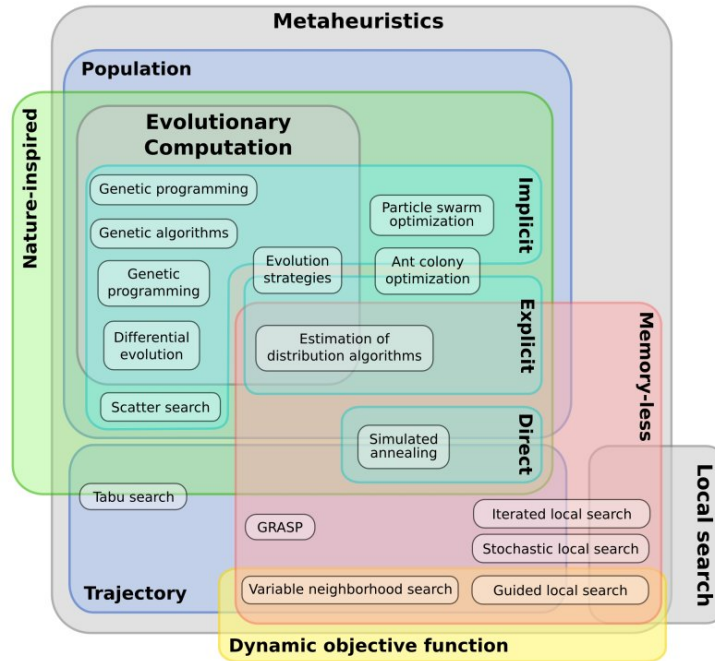 Metaheuristics
Population
Nature-inspired
Evolutionary
Computation
Implicit
Genetic programming
Particle swarm
optimization
Genetic algorithms
Evolution
strategies
Ant colony
optimization
Genetic
programming
Explicit
Memory-less
Differential
evolution
Estimation of
distribution algorithms
Scatter search
Direct
Simulated
annealing
Local search
Tabu search
Iterated local search
GRASP
Stochastic local search
Trajectory
Variable neighborhood search
Guided local search
Dynamic objective function